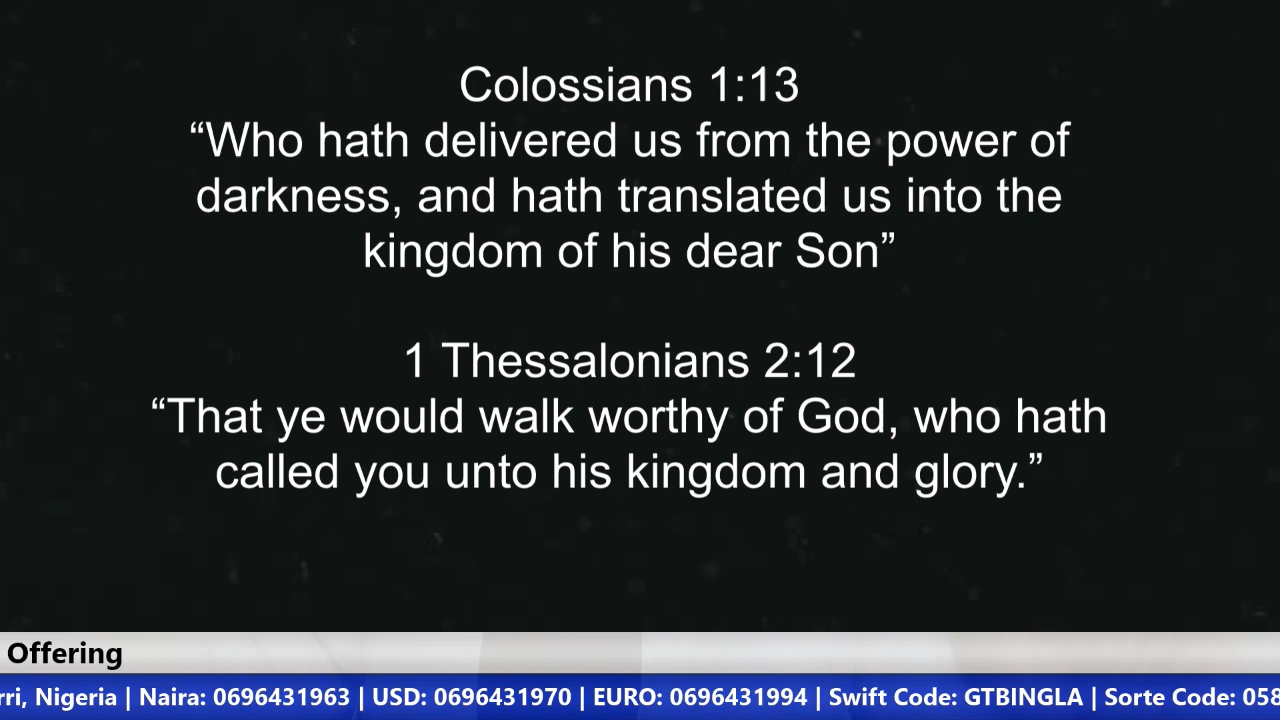 Colossians 1:13
“Who hath delivered us from the power of
darkness, and hath translated us into the
kingdom of his dear Son”
1 Thessalonians 2:12
“That ye would walk worthy of God, who hath
called you unto his kingdom and glory.”
Offering
rri, Nigeria | Naira: 0696431963 | USD: 0696431970 | EURO: 0696431994 | Swift Code: GTBINGLA | Sorte Code: 058